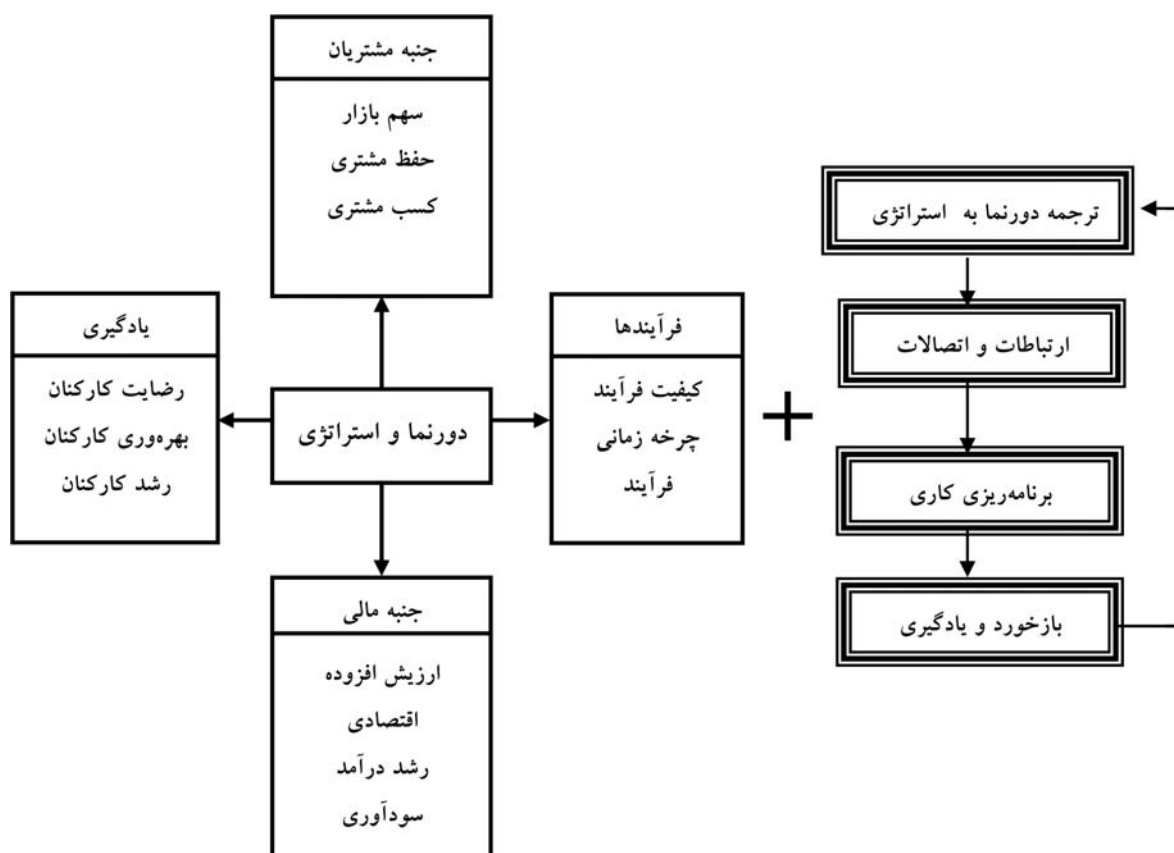 جنبه مشتریان
سهم بازار
حفظ مشتری
کسب مشتری
ترجمه دورنما به استراتژی
ارتباطات و اتصالات
برنامه‌ریزی کاری
بازخورد و یادگیری
+
فرآیندها
کیفیت فرآیند
چرخه زمانی
فرآیند
دورنما و استراتژی
یادگیری
رضایت کارکنان
بهره‌وری کارکنان
رشد کارکنان
جنبه مالی
ارزیش افزوده
اقتصادی
رشد درآمد
سودآوری